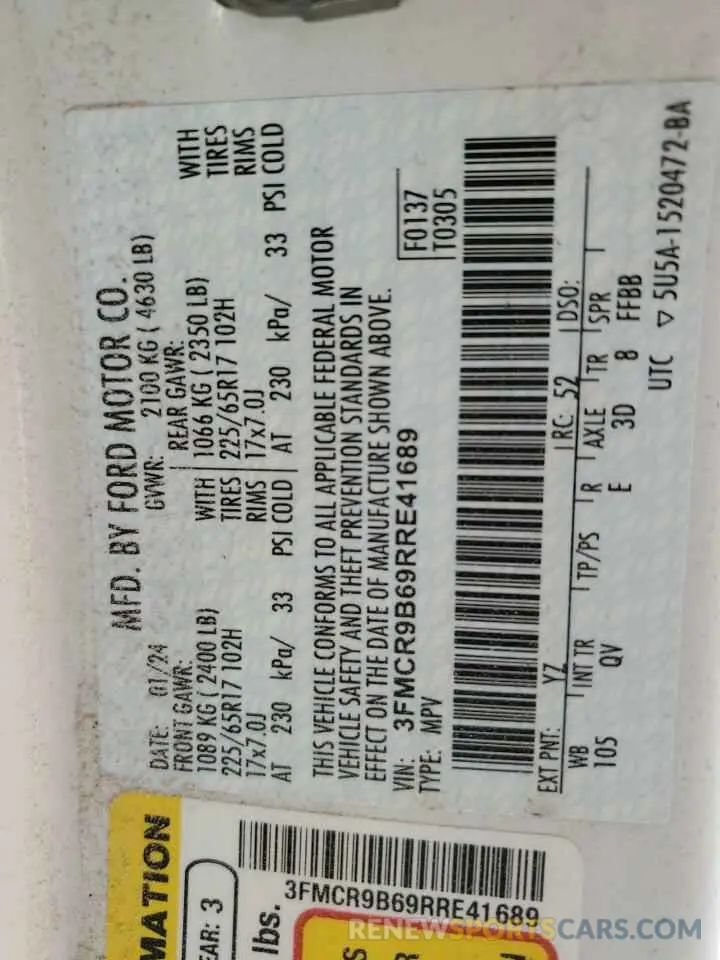 MFD. BY FORD MOTOR CO.
DATE: 01/24 GVWR: 2100 KG ( 4630 LB)
FRONT GAWR: REAR GAWR:
1089 KG ( 2400 LB) WITH 1066 KG ( 2350 LB) WITH
225/65R17 102H TIRES 225/65R17 102H TIRES
17x7.0J RIMS 17x7.0J RIMS
AT 230 kPa/ 33 PSI COLD AT 230 kPa/ 33 PSI COLD
THIS VEHICLE CONFORMS TO ALL APPLICABLE FEDERAL MOTOR
VEHICLE SAFETY AND THEFT PREVENTION STANDARDS IN
EFFECT ON THE DATE OF MANUFACTURE SHOWN ABOVE.
VIN: 3FMCR9B69RRE41689 F0137
TYPE: MPV T0305
EXT PNT: YZ RC: 52 DSO:
WB INT TR TP/PS R AXLE TR SPR
105 QV E 3D 8 FFBB
UTC ▽ 5U5A-1520472-BA
MATION
EAR: 3
lbs.
3FMCR9B69RRE41689
RENEWSPORTSCARS.COM